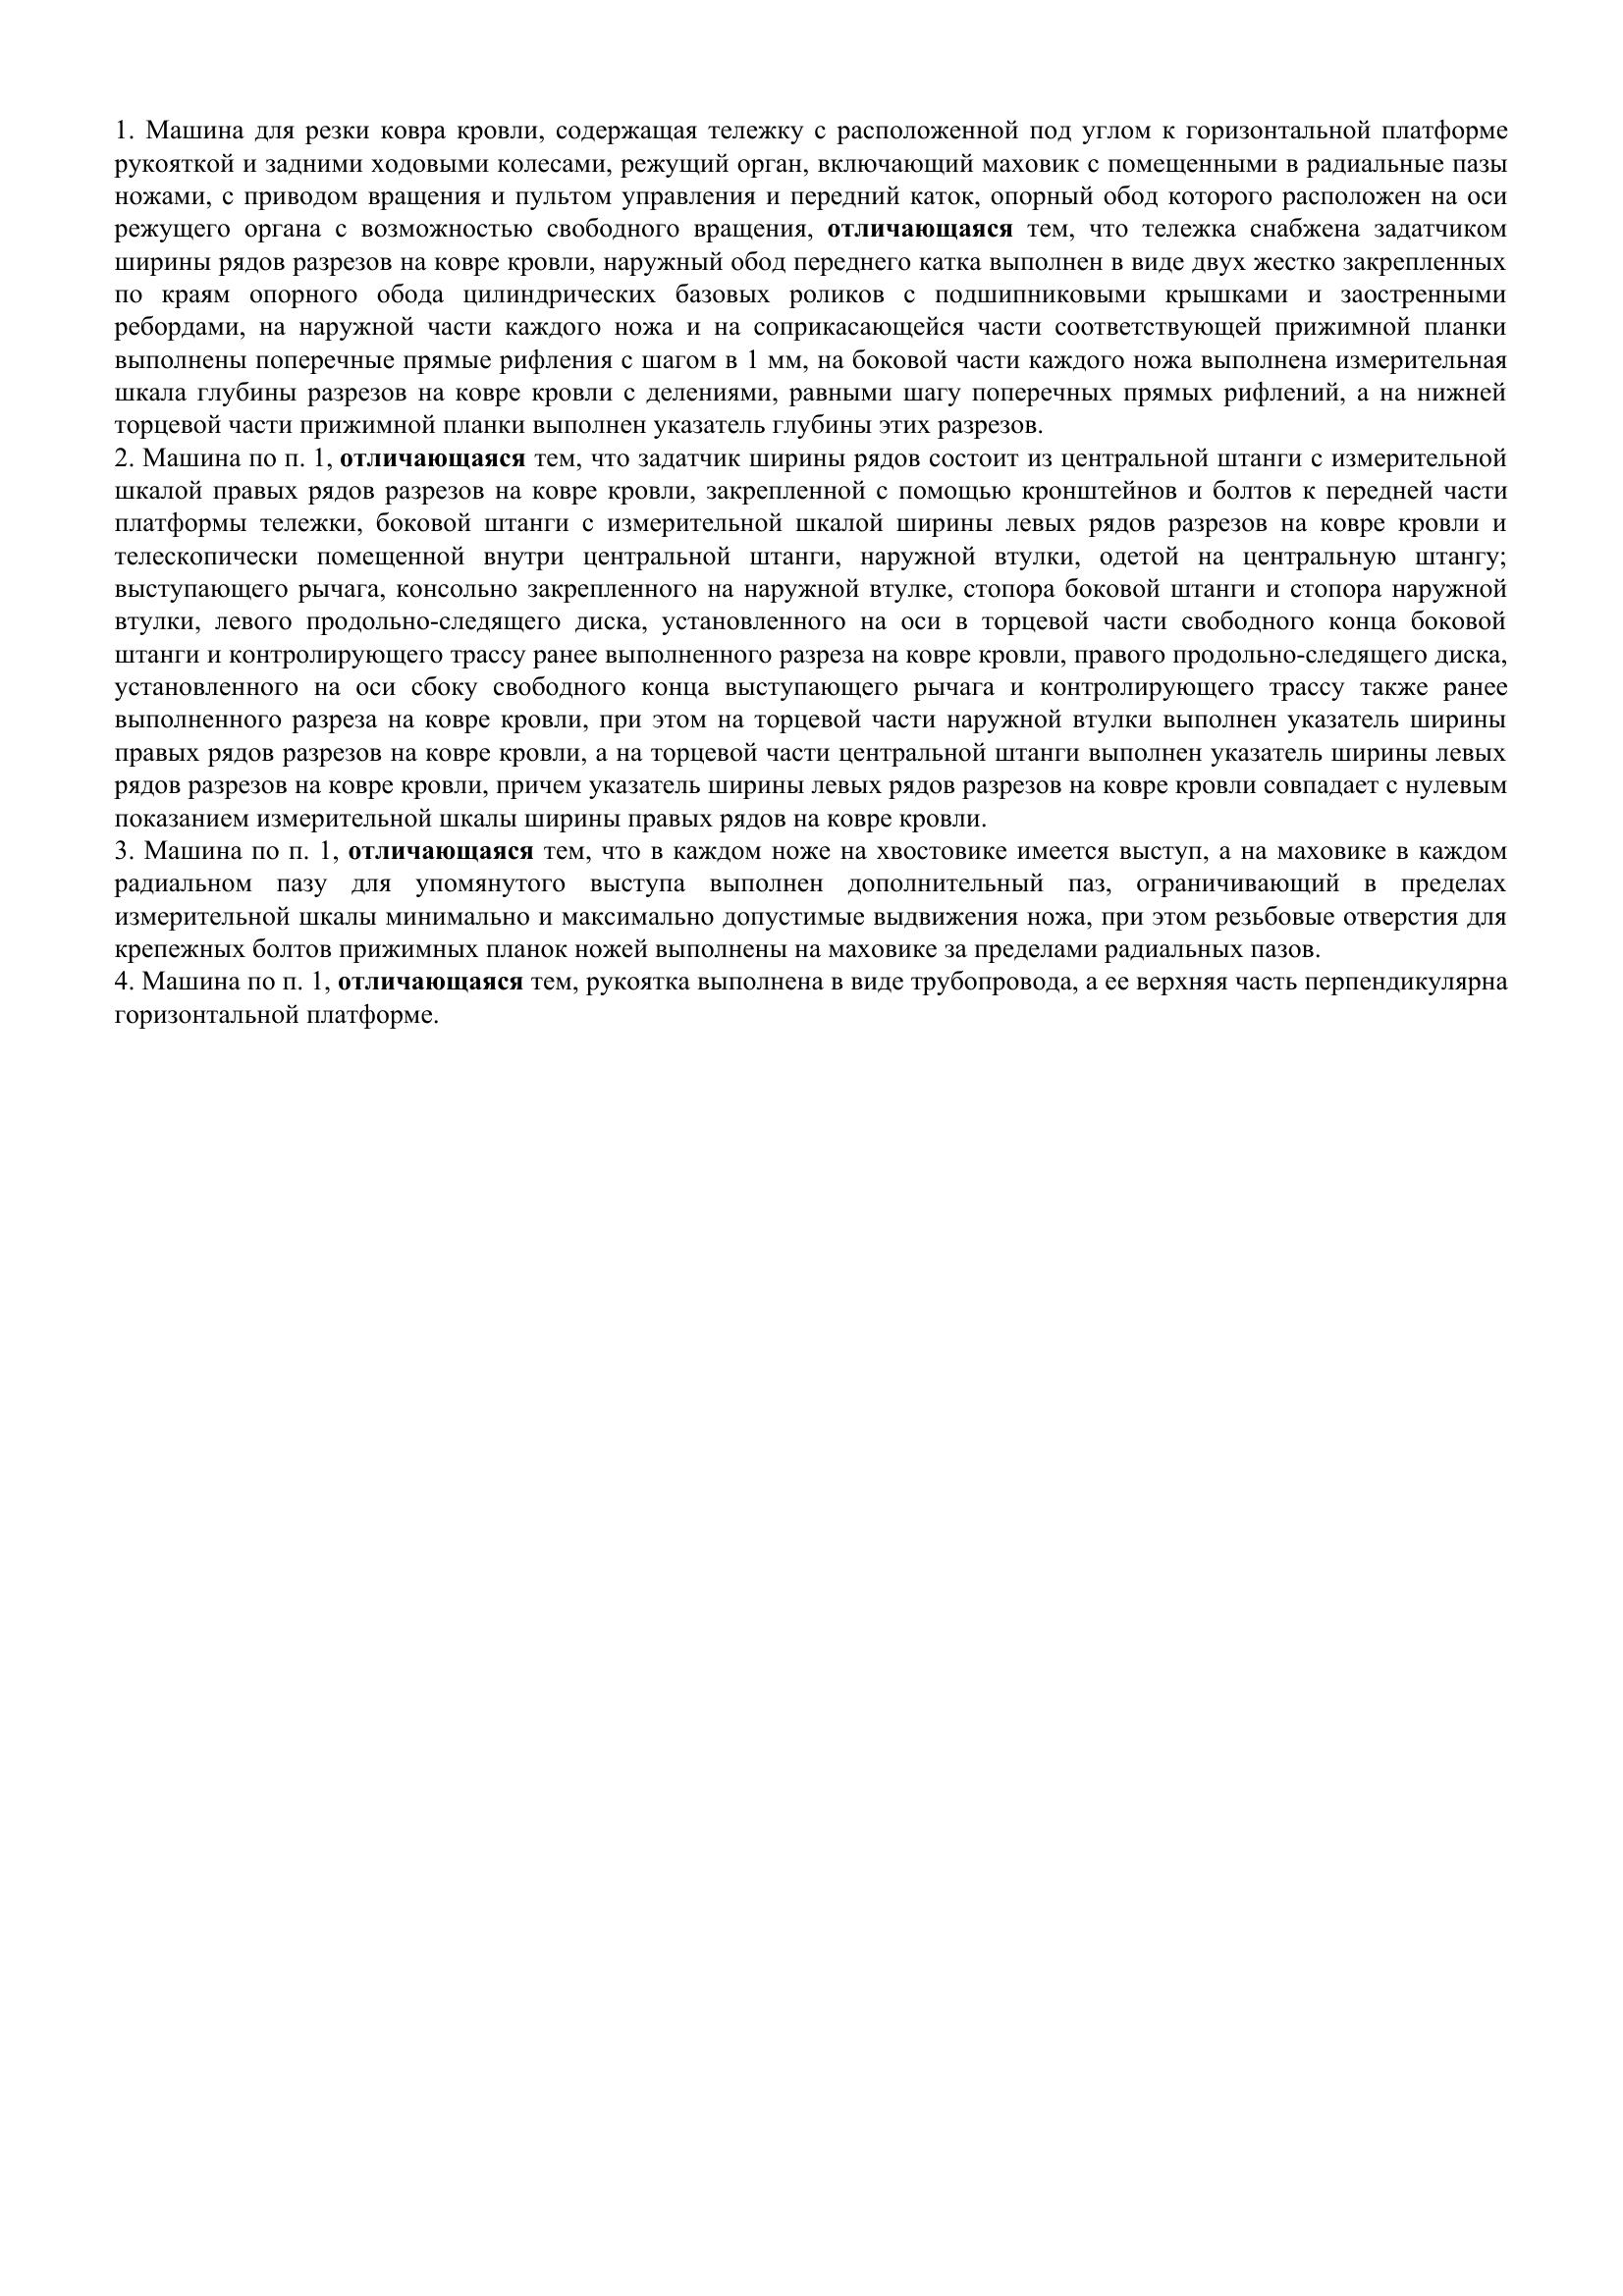 1. Машина для резки ковра кровли, содержащая тележку с расположенной под углом к горизонтальной платформе
рукояткой и задними ходовыми колесами, режущий орган, включающий маховик с помещенными в радиальные пазы
ножами, с приводом вращения и пультом управления и передний каток, опорный обод которого расположен на оси
режущего органа с возможностью свободного вращения, отличающаяся тем, что тележка снабжена задатчиком
ширины рядов разрезов на ковре кровли, наружный обод переднего катка выполнен в виде двух жестко закрепленных
по краям опорного обода цилиндрических базовых роликов с подшипниковыми крышками и заостренными
ребордами, на наружной части каждого ножа и на соприкасающейся части соответствующей прижимной планки
выполнены поперечные прямые рифления с шагом в 1 мм, на боковой части каждого ножа выполнена измерительная
шкала глубины разрезов на ковре кровли с делениями, равными шагу поперечных прямых рифлений, а на нижней
торцевой части прижимной планки выполнен указатель глубины этих разрезов.
2. Машина по п. 1, отличающаяся тем, что задатчик ширины рядов состоит из центральной штанги с измерительной
шкалой правых рядов разрезов на ковре кровли, закрепленной с помощью кронштейнов и болтов к передней части
платформы тележки, боковой штанги с измерительной шкалой ширины левых рядов разрезов на ковре кровли и
телескопически помещенной внутри центральной штанги, наружной втулки, одетой на центральную штангу;
выступающего рычага, консольно закрепленного на наружной втулке, стопора боковой штанги и стопора наружной
втулки, левого продольно-следящего диска, установленного на оси в торцевой части свободного конца боковой
штанги и контролирующего трассу ранее выполненного разреза на ковре кровли, правого продольно-следящего диска,
установленного на оси сбоку свободного конца выступающего рычага и контролирующего трассу также ранее
выполненного разреза на ковре кровли, при этом на торцевой части наружной втулки выполнен указатель ширины
правых рядов разрезов на ковре кровли, а на торцевой части центральной штанги выполнен указатель ширины левых
рядов разрезов на ковре кровли, причем указатель ширины левых рядов разрезов на ковре кровли совпадает с нулевым
показанием измерительной шкалы ширины правых рядов на ковре кровли.
3. Машина по п. 1, отличающаяся тем, что в каждом ноже на хвостовике имеется выступ, а на маховике в каждом
радиальном пазу для упомянутого выступа выполнен дополнительный паз, ограничивающий в пределах
измерительной шкалы минимально и максимально допустимые выдвижения ножа, при этом резьбовые отверстия для
крепежных болтов прижимных планок ножей выполнены на маховике за пределами радиальных пазов.
4. Машина по п. 1, отличающаяся тем, рукоятка выполнена в виде трубопровода, а ее верхняя часть перпендикулярна
горизонтальной платформе.